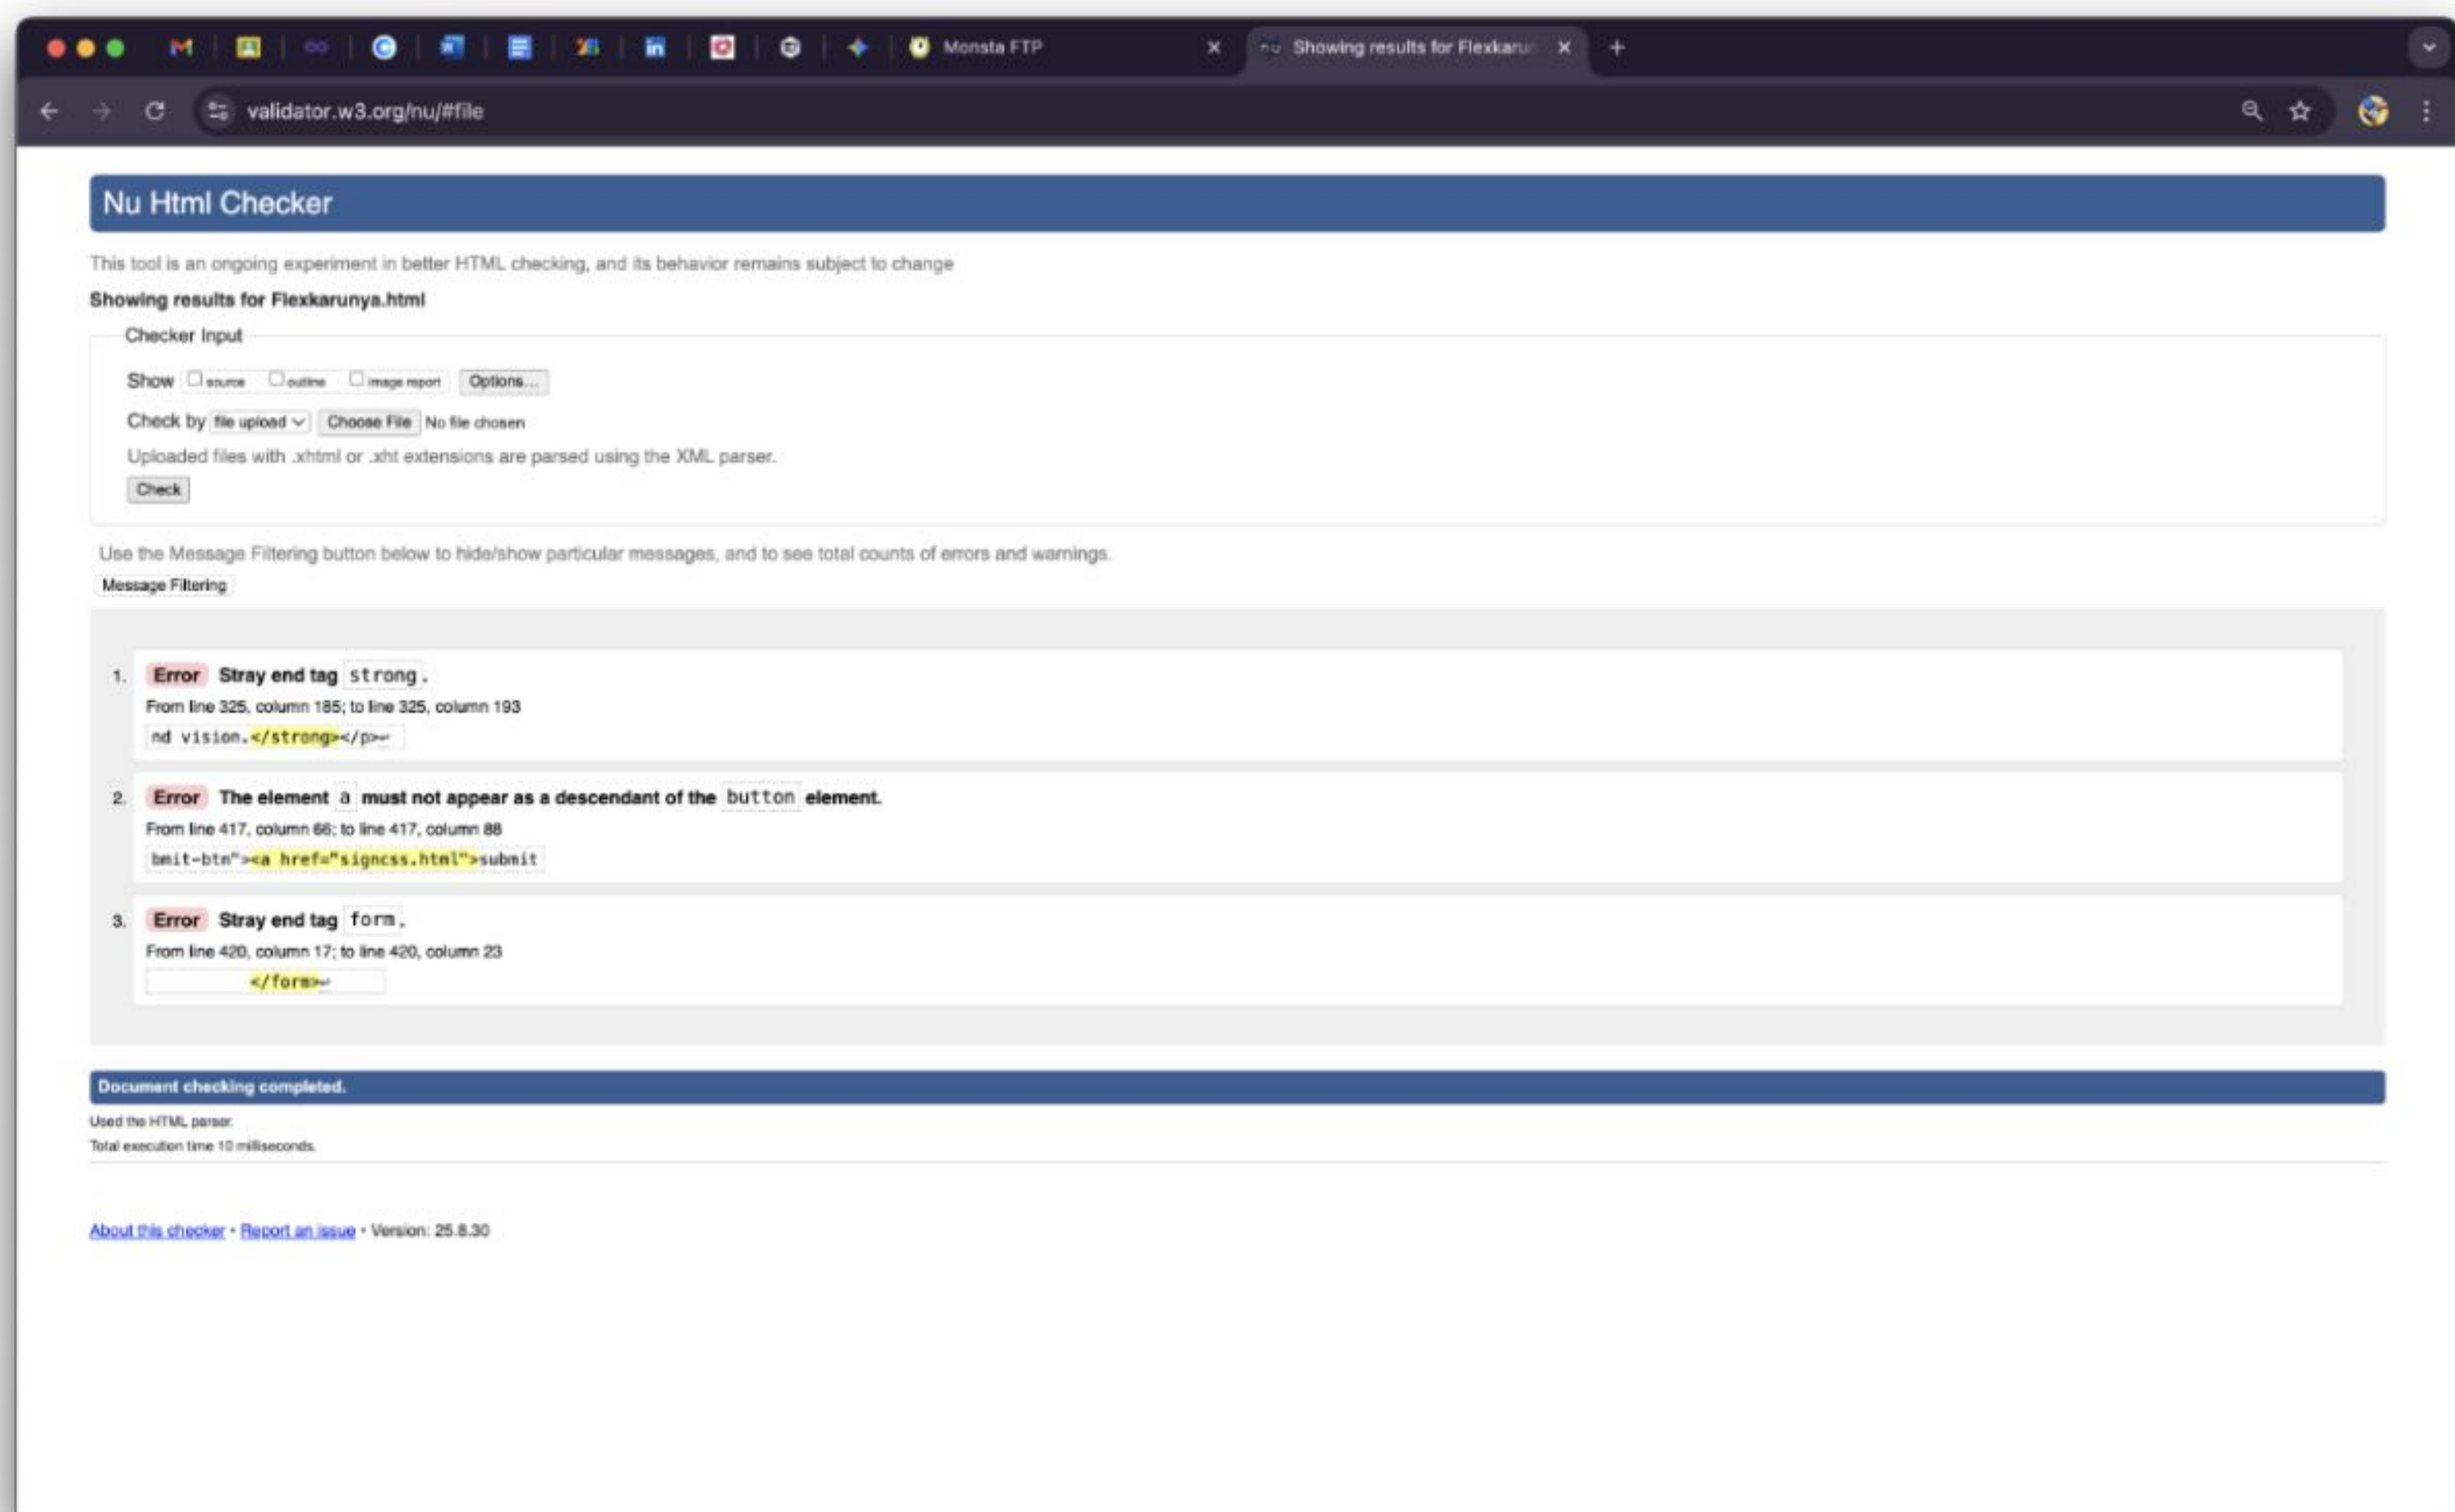 Monsta FTP
Showing results for Flexkarun
validator.w3.org/nu/#file
Nu Html Checker
This tool is an ongoing experiment in better HTML checking, and its behavior remains subject to change
Showing results for Flexkarunya.html
Checker Input
Show source outline image report Options...
Check by file upload Choose File No file chosen
Uploaded files with .xhtml or .xht extensions are parsed using the XML parser.
Check
Use the Message Filtering button below to hide/show particular messages, and to see total counts of errors and warnings.
Message Filtering
1. Error Stray end tag strong.
From line 325, column 185; to line 325, column 193
nd vision.</strong></p>↩
2. Error The element a must not appear as a descendant of the button element.
From line 417, column 66; to line 417, column 88
bmit-btn"><a href="signcss.html">submit
3. Error Stray end tag form.
From line 420, column 17; to line 420, column 23
</form>↩
Document checking completed.
Used the HTML parser.
Total execution time 10 milliseconds.
About this checker • Report an issue • Version: 25.8.30